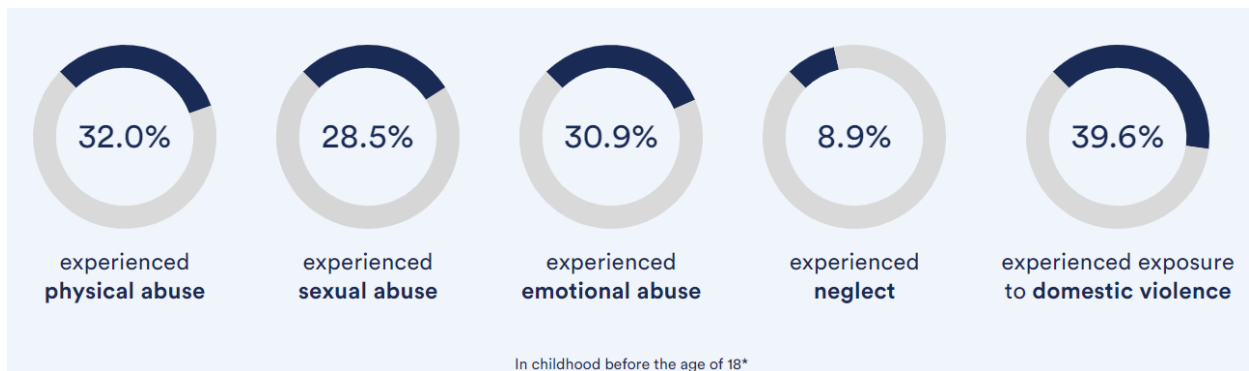 32.0%
28.5%
30.9%
8.9%
39.6%
experienced
physical abuse
experienced
sexual abuse
experienced
emotional abuse
experienced
neglect
experienced exposure
to domestic violence
In childhood before the age of 18*